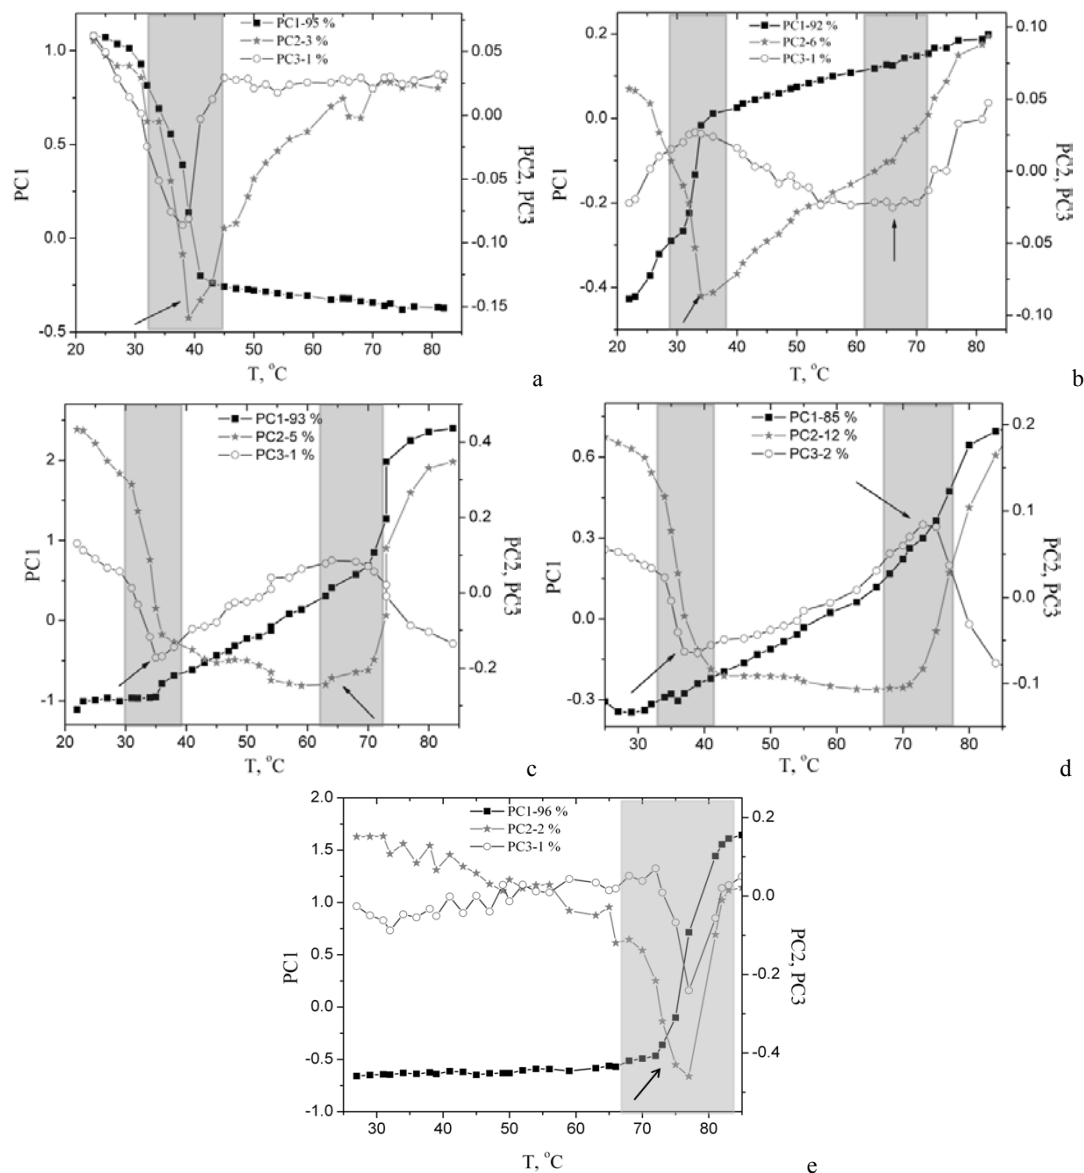 PC1-95 %
PC2-3 %
PC3-1 %
1.0
0.5
0.0
-0.5
0.05
0.00
-0.05
-0.10
-0.15
PC1
PC2, PC3
20 30 40 50 60 70 80
T, °C
a
PC1-92 %
PC2-6 %
PC3-1 %
0.2
0.0
-0.2
-0.4
0.10
0.05
0.00
-0.05
-0.10
PC1
PC2, PC3
20 30 40 50 60 70 80
T, °C
b
PC1-93 %
PC2-5 %
PC3-1 %
2
1
0
-1
0.4
0.2
0.0
-0.2
PC1
PC2, PC3
20 30 40 50 60 70 80
T, °C
c
PC1-85 %
PC2-12 %
PC3-2 %
0.6
0.3
0.0
-0.3
0.2
0.1
0.0
-0.1
PC1
PC2, PC3
30 40 50 60 70 80
T, °C
d
PC1-96 %
PC2-2 %
PC3-1 %
2.0
1.5
1.0
0.5
0.0
-0.5
-1.0
0.2
0.0
-0.2
-0.4
PC1
PC2, PC3
30 40 50 60 70 80
T, °C
e